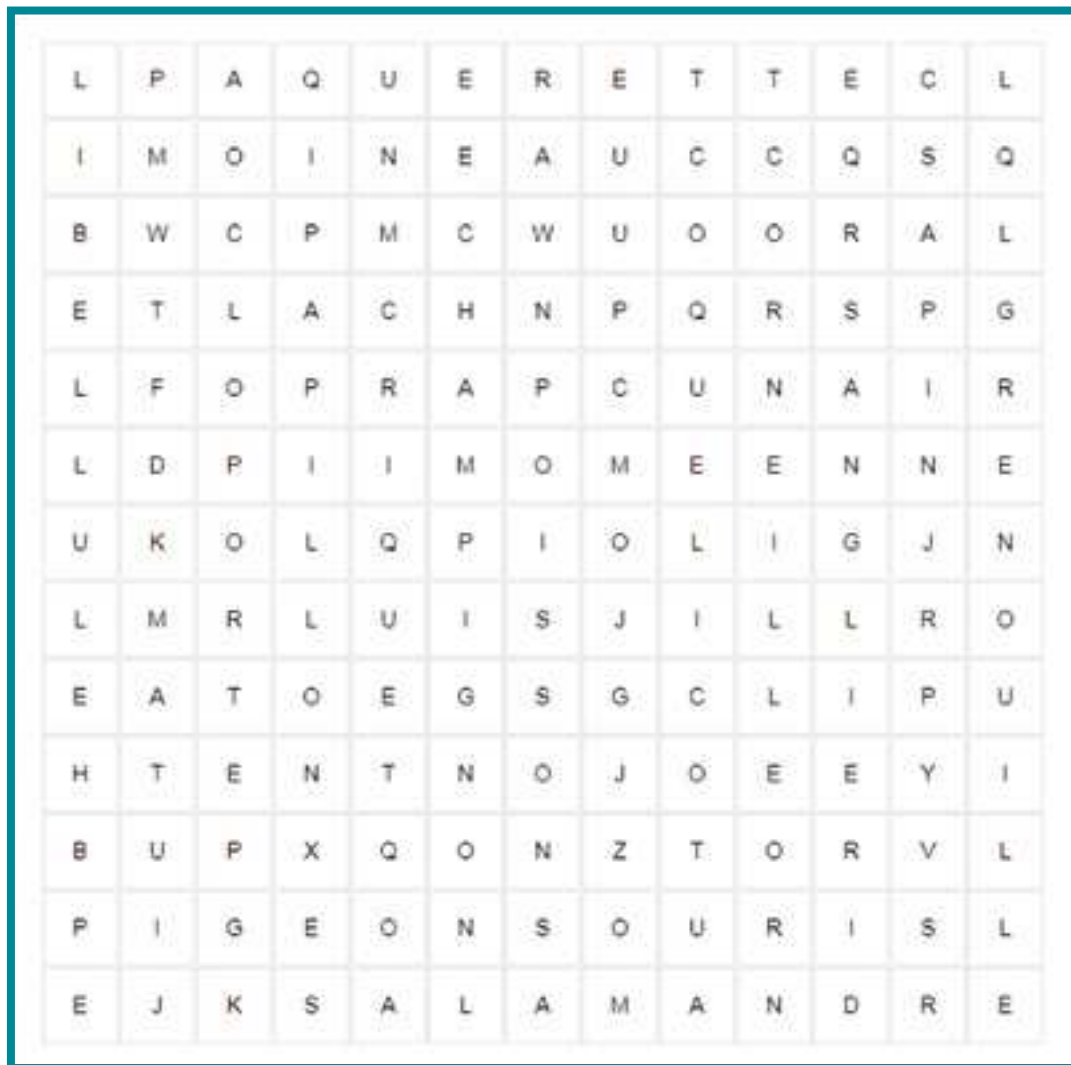 L P A Q U E R E T T E C L
I M O I N E A U C C Q S Q
B W C P M C W U O O R A L
E T L A C H N P Q R S P G
L F O P R A P C U N A I R
L D P I I M O M E E N N E
U K O L Q P I O L I G J N
L M R L U I S J I L L R O
E A T O E G S G C L I P U
H T E N T N O J O E E Y I
B U P X Q O N Z T O R V L
P I G E O N S O U R I S L
E J K S A L A M A N D R E